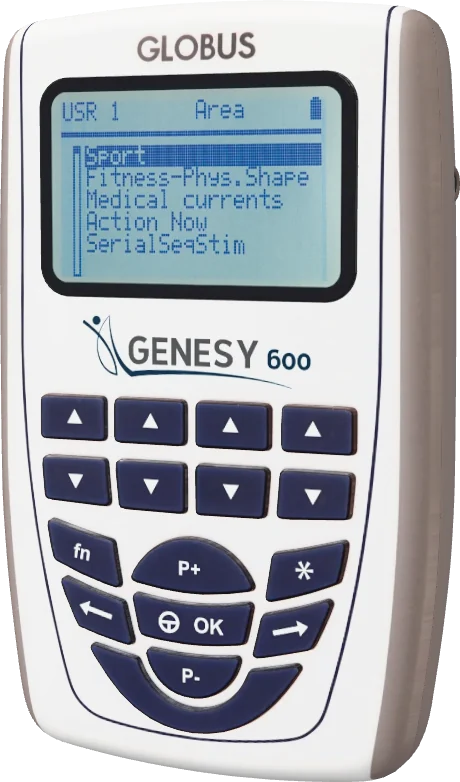 GLOBUS
USR 1 Area
Sport
Fitness-Phys.Shape
Medical currents
Action Now
SerialSeqStim
GENESY 600
fn
P+
*
OK
P-